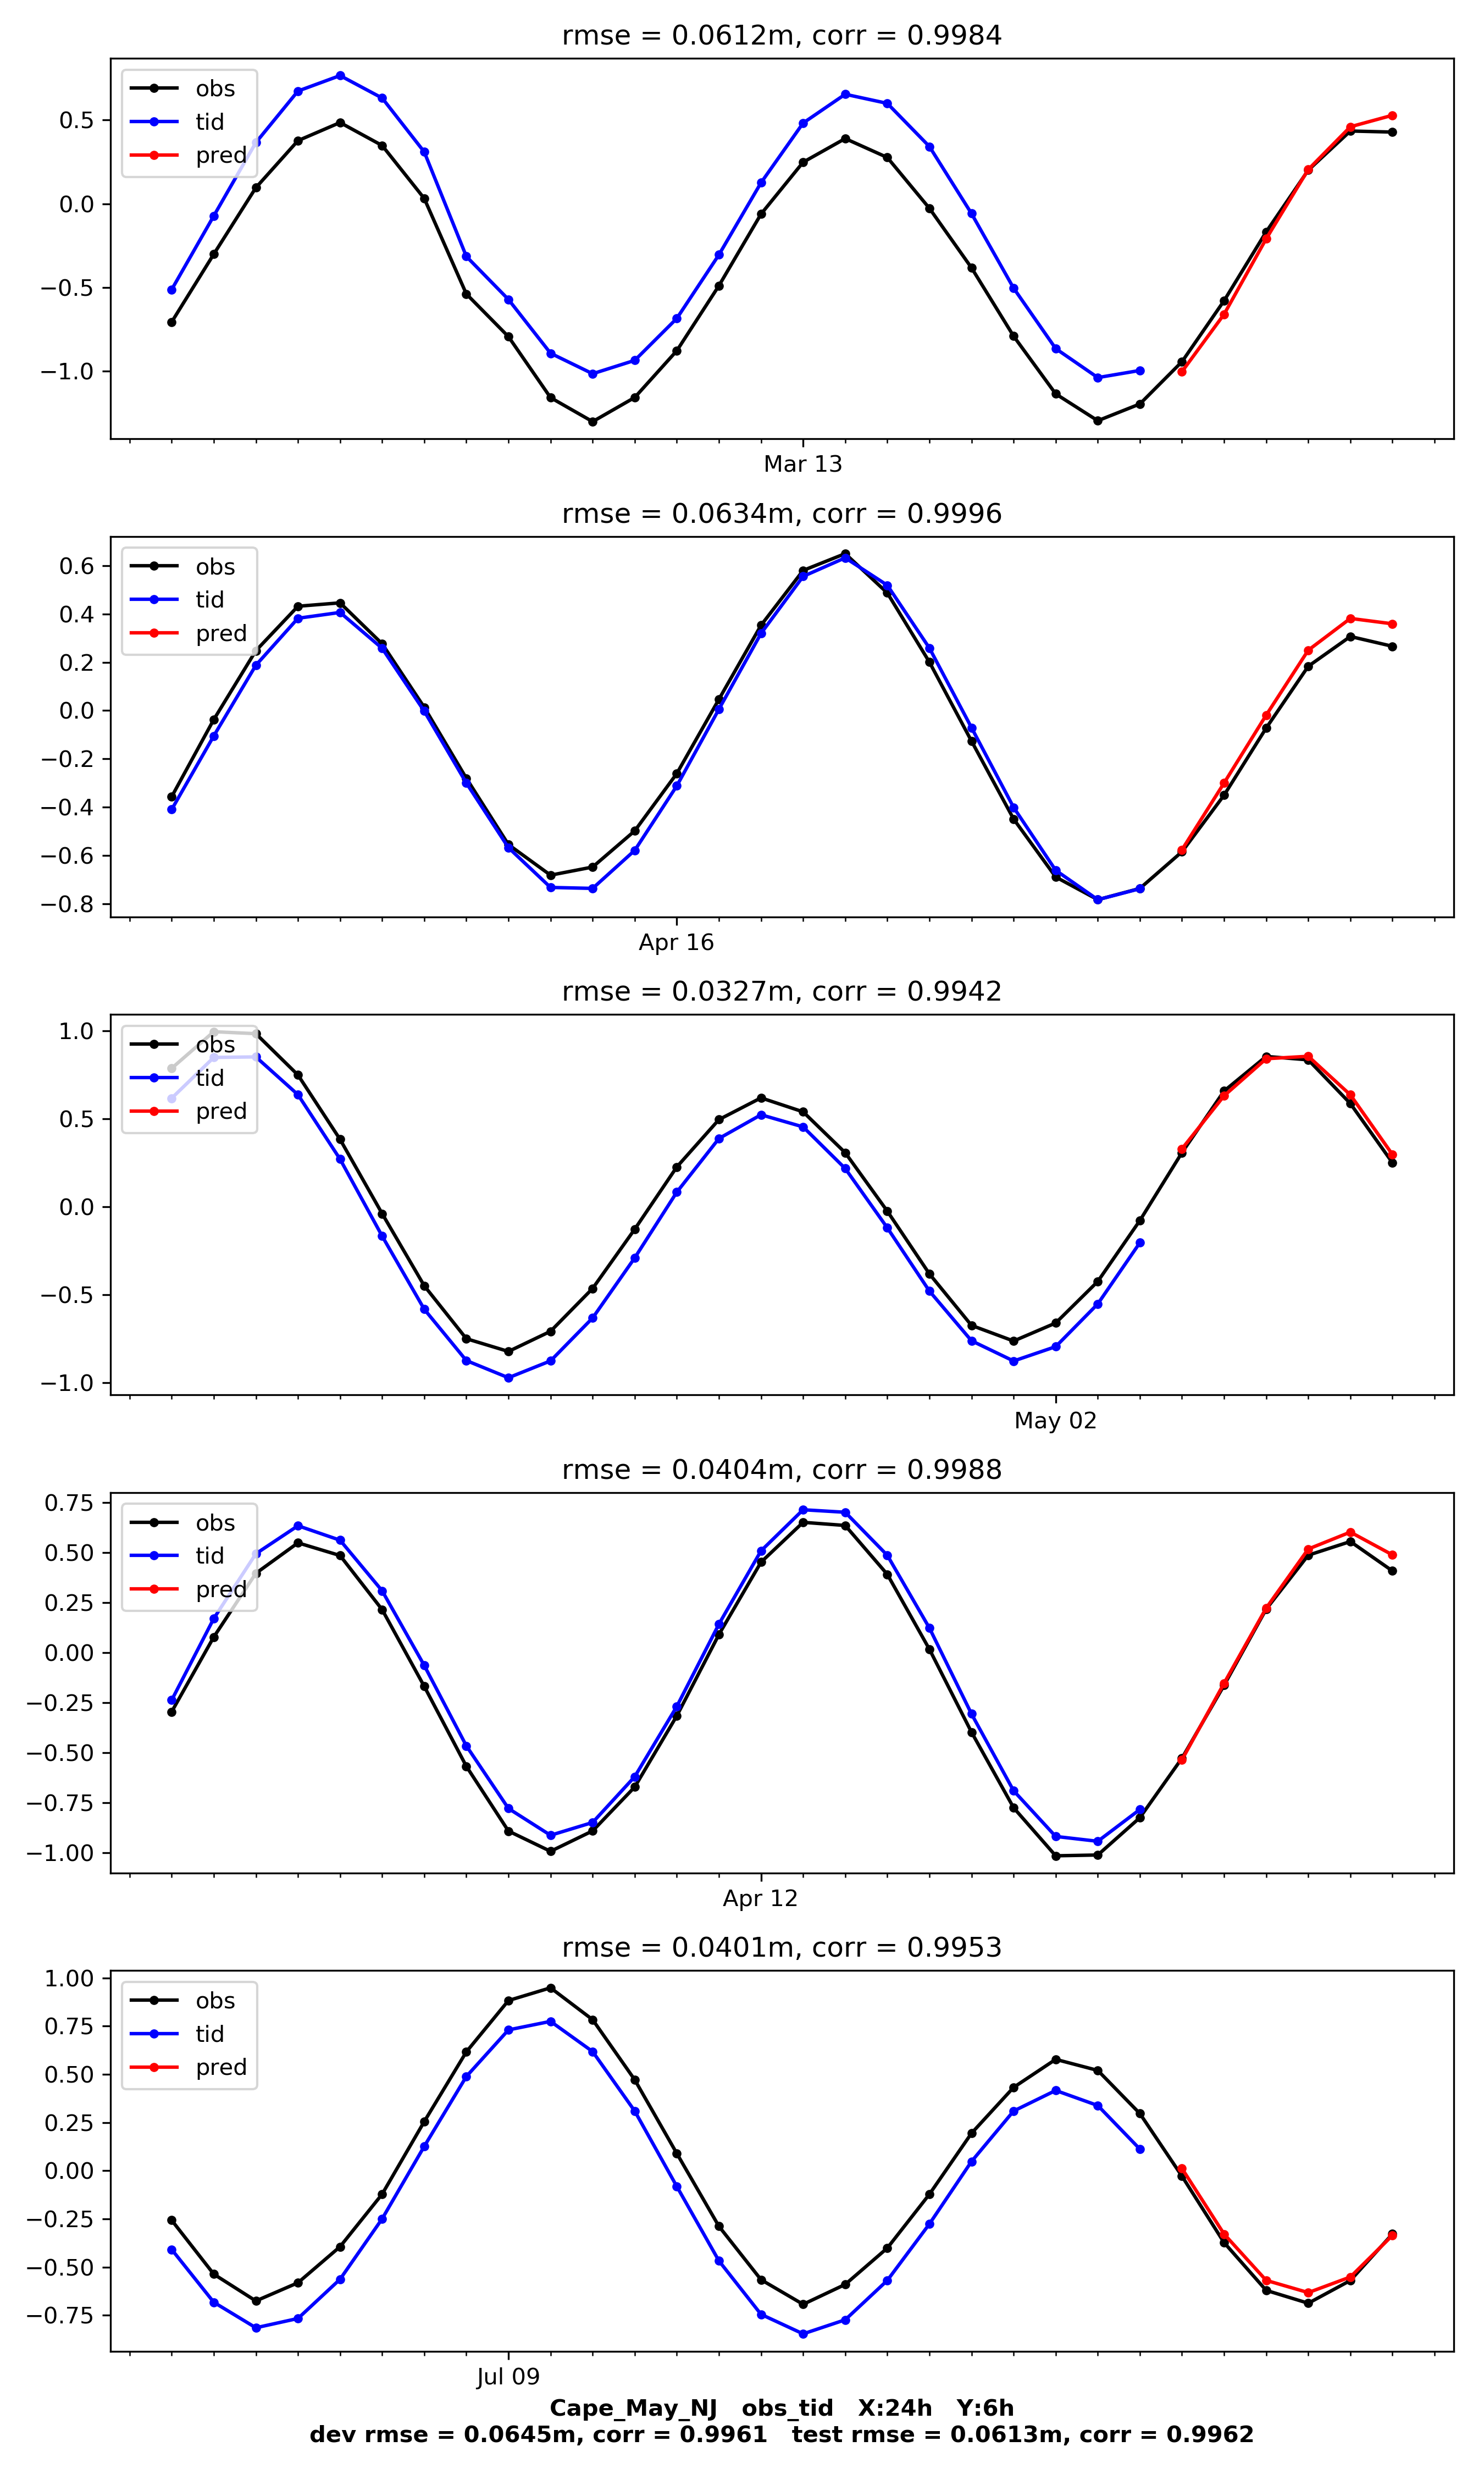 rmse = 0.0612m, corr = 0.9984
obs
tid
pred
0.5
0.0
−0.5
−1.0
Mar 13
rmse = 0.0634m, corr = 0.9996
obs
tid
pred
0.6
0.4
0.2
0.0
−0.2
−0.4
−0.6
−0.8
Apr 16
rmse = 0.0327m, corr = 0.9942
obs
tid
pred
1.0
0.5
0.0
−0.5
−1.0
May 02
rmse = 0.0404m, corr = 0.9988
obs
tid
pred
0.75
0.50
0.25
0.00
−0.25
−0.50
−0.75
−1.00
Apr 12
rmse = 0.0401m, corr = 0.9953
obs
tid
pred
1.00
0.75
0.50
0.25
0.00
−0.25
−0.50
−0.75
Jul 09
Cape_May_NJ obs_tid X:24h Y:6h
dev rmse = 0.0645m, corr = 0.9961 test rmse = 0.0613m, corr = 0.9962